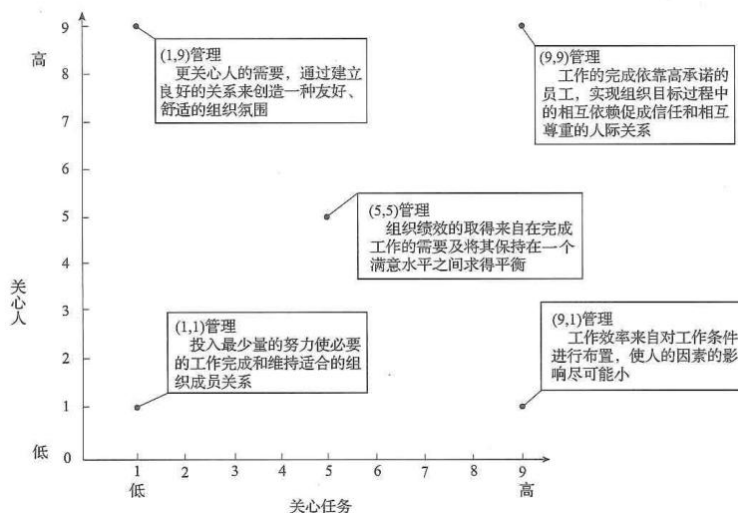 9
高
8
7
6
5
4
关心人
3
2
1
低
0
(1,9)管理
更关心人的需要，通过建立
良好的关系来创造一种友好、
舒适的组织氛围
(9,9)管理
工作的完成依靠高承诺的
员工，实现组织目标过程中
的相互依赖促成信任和相互
尊重的人际关系
(5,5)管理
组织绩效的取得来自在完成
工作的需要及将其保持在一个
满意水平之间求得平衡
(1,1)管理
投入最少量的努力使必要
的工作完成和维持适合的组
织成员关系
(9,1)管理
工作效率来自对工作条件
进行布置，使人的因素的影
响尽可能小
1 2 3 4 5 6 7 8 9
低 高
关心任务